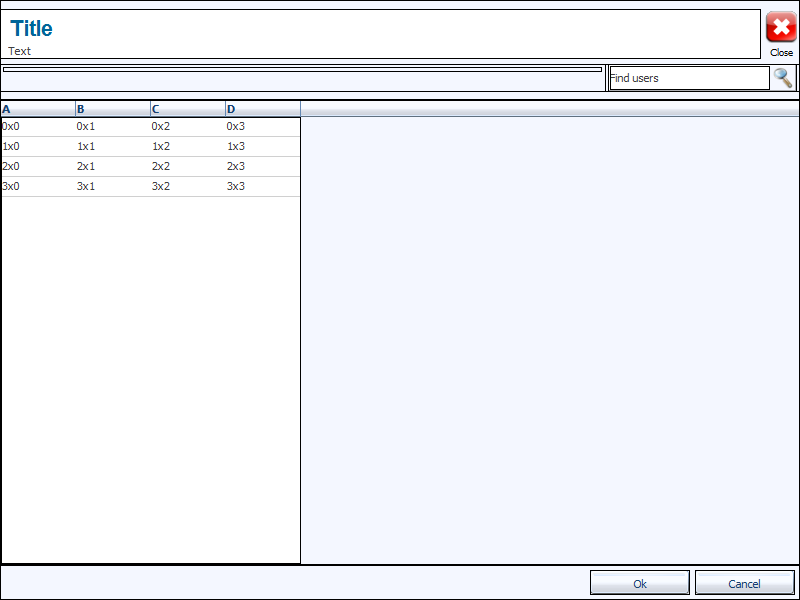 Title
Text
Close
Find users
A B C D
0x0 0x1 0x2 0x3
1x0 1x1 1x2 1x3
2x0 2x1 2x2 2x3
3x0 3x1 3x2 3x3
Ok Cancel